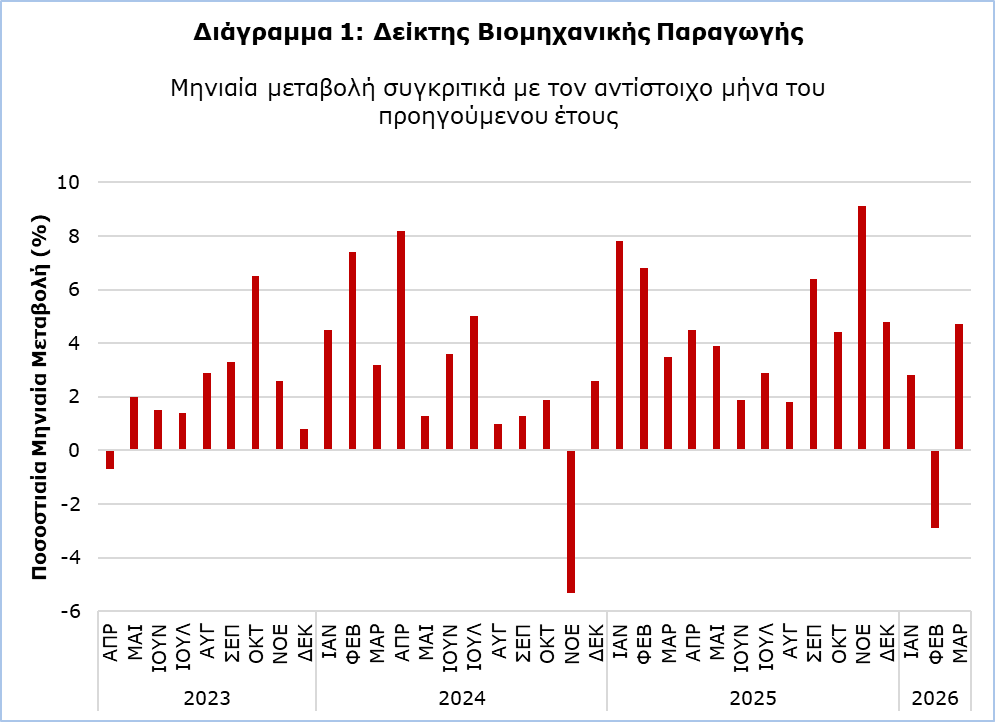 Διάγραμμα 1: Δείκτης Βιομηχανικής Παραγωγής
Μηνιαία μεταβολή συγκριτικά με τον αντίστοιχο μήνα του
προηγούμενου έτους
Ποσοστιαία Μηνιαία Μεταβολή (%)
10
8
6
4
2
0
-2
-4
-6
ΑΠΡ ΜΑΙ ΙΟΥΝ ΙΟΥΛ ΑΥΓ ΣΕΠ ΟΚΤ ΝΟΕ ΔΕΚ ΙΑΝ ΦΕΒ ΜΑΡ ΑΠΡ ΜΑΙ ΙΟΥΝ ΙΟΥΛ ΑΥΓ ΣΕΠ ΟΚΤ ΝΟΕ ΔΕΚ ΙΑΝ ΦΕΒ ΜΑΡ ΑΠΡ ΜΑΙ ΙΟΥΝ ΙΟΥΛ ΑΥΓ ΣΕΠ ΟΚΤ ΝΟΕ ΔΕΚ ΙΑΝ ΦΕΒ ΜΑΡ
2023 2024 2025 2026